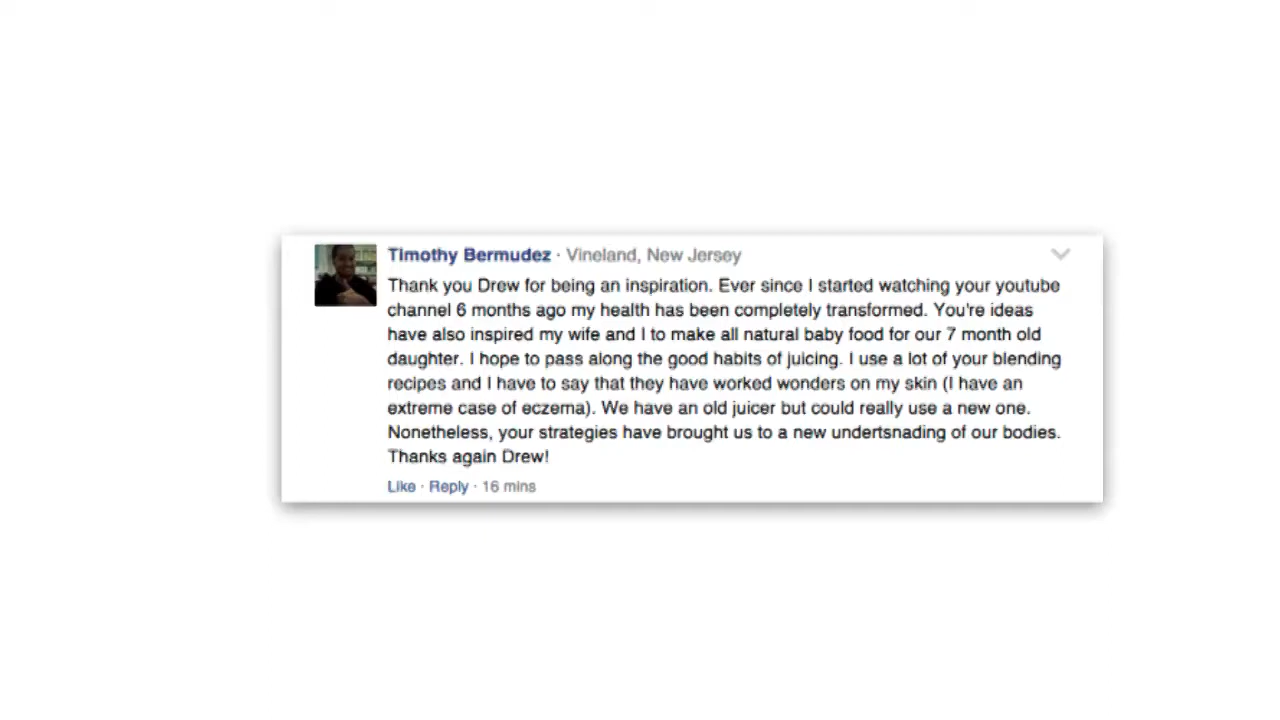 Timothy Bermudez · Vineland, New Jersey
Thank you Drew for being an inspiration. Ever since I started watching your youtube
channel 6 months ago my health has been completely transformed. You're ideas
have also inspired my wife and I to make all natural baby food for our 7 month old
daughter. I hope to pass along the good habits of juicing. I use a lot of your blending
recipes and I have to say that they have worked wonders on my skin (I have an
extreme case of eczema). We have an old juicer but could really use a new one.
Nonetheless, your strategies have brought us to a new undertsnading of our bodies.
Thanks again Drew!
Like · Reply · 16 mins